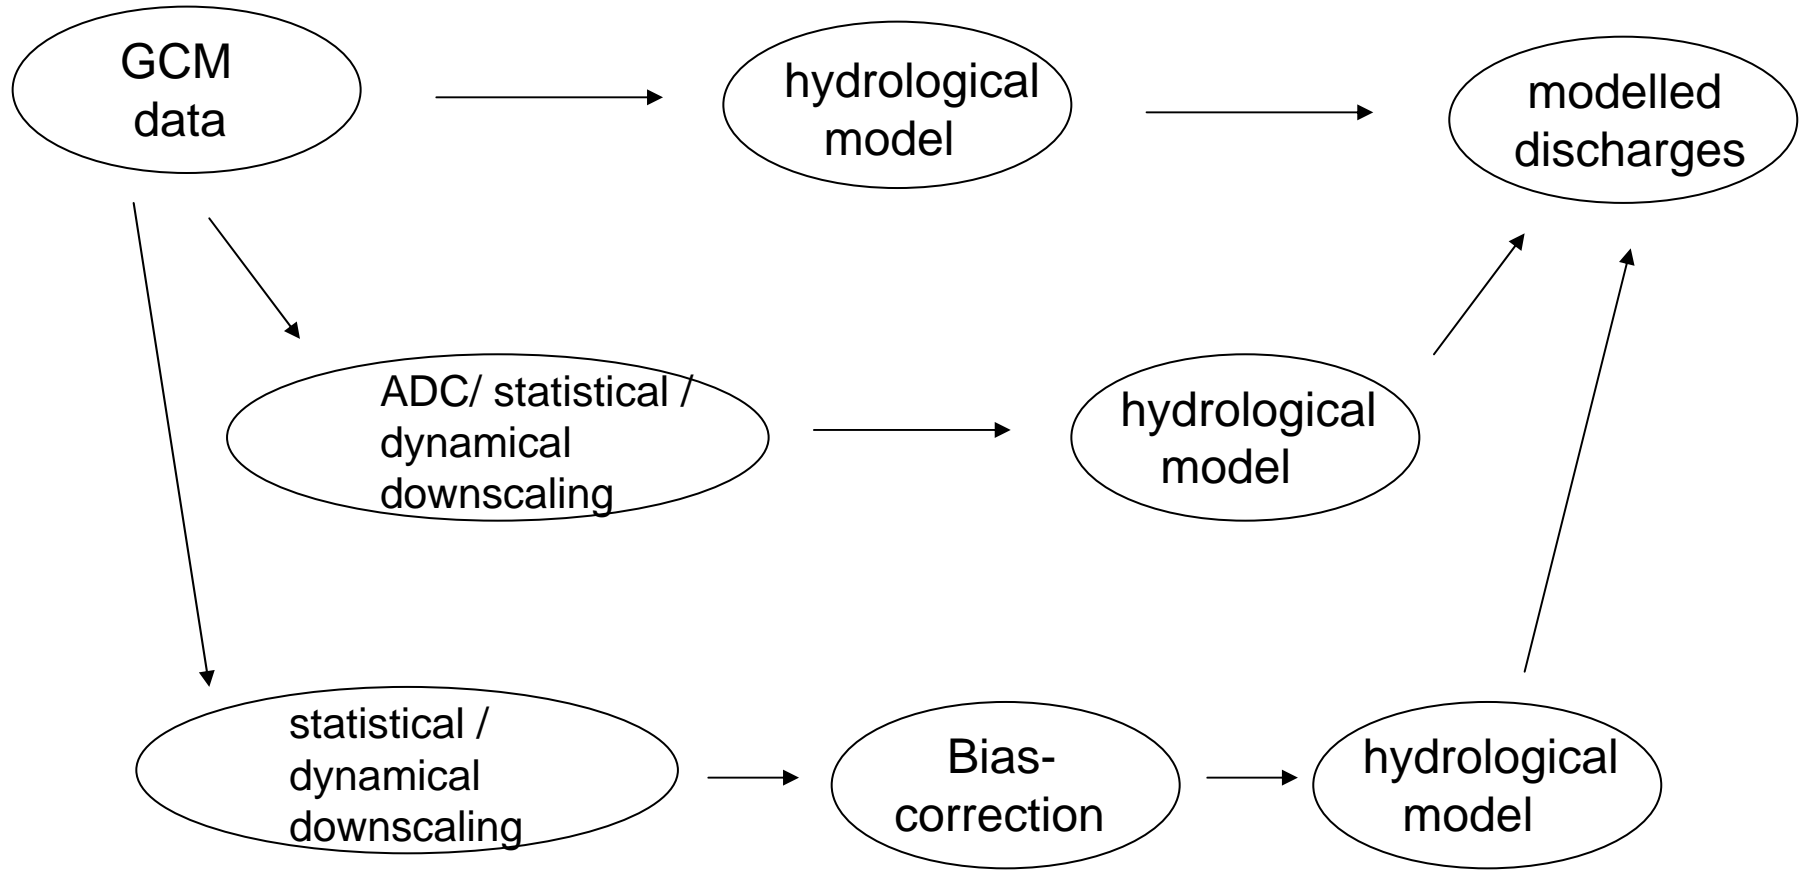 GCM
data
hydrological
model
modelled
discharges
ADC/ statistical /
dynamical
downscaling
hydrological
model
statistical /
dynamical
downscaling
Bias-
correction
hydrological
model